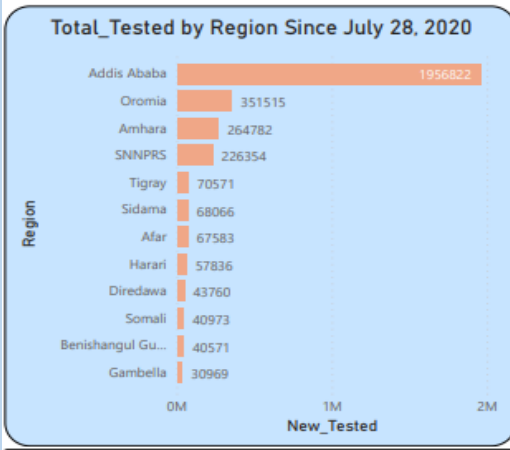 Total_Tested by Region Since July 28, 2020
Addis Ababa 1956822
Oromia 351515
Amhara 264782
SNNPRS 226354
Tigray 70571
Sidama 68066
Afar 67583
Harari 57836
Diredawa 43760
Somali 40973
Benishangul Gu... 40571
Gambella 30969
Region
0M 1M 2M
New_Tested